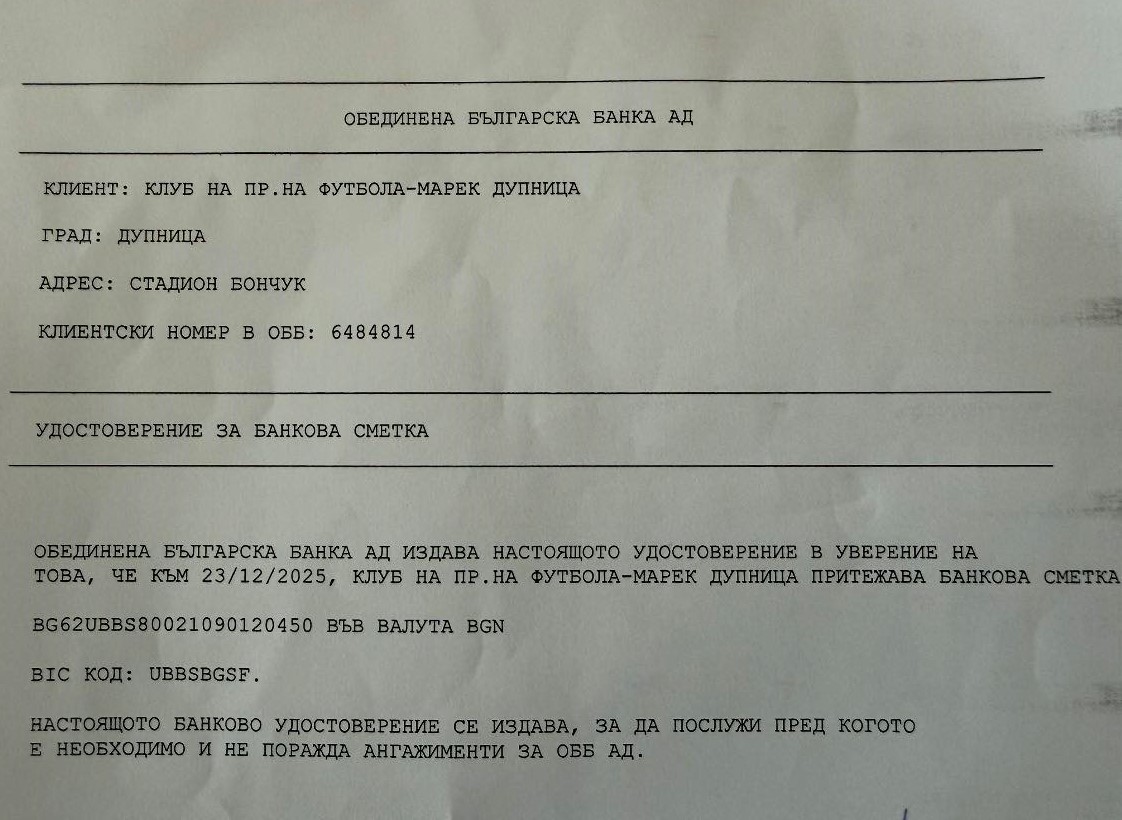 ОБЕДИНЕНА БЪЛГАРСКА БАНКА АД
КЛИЕНТ: КЛУБ НА ПР.НА ФУТБОЛА-МАРЕК ДУПНИЦА
ГРАД: ДУПНИЦА
АДРЕС: СТАДИОН БОНЧУК
КЛИЕНТСКИ НОМЕР В ОББ: 6484814
УДОСТОВЕРЕНИЕ ЗА БАНКОВА СМЕТКА
ОБЕДИНЕНА БЪЛГАРСКА БАНКА АД ИЗДАВА НАСТОЯЩОТО УДОСТОВЕРЕНИЕ В УВЕРЕНИЕ НА
ТОВА, ЧЕ КЪМ 23/12/2025, КЛУБ НА ПР.НА ФУТБОЛА-МАРЕК ДУПНИЦА ПРИТЕЖАВА БАНКОВА СМЕТКА
BG62UBBS80021090120450 ВЪВ ВАЛУТА BGN
BIC КОД: UBBSBGSF.
НАСТОЯЩОТО БАНКОВО УДОСТОВЕРЕНИЕ СЕ ИЗДАВА, ЗА ДА ПОСЛУЖИ ПРЕД КОГОТО
Е НЕОБХОДИМО И НЕ ПОРАЖДА АНГАЖИМЕНТИ ЗА ОББ АД.